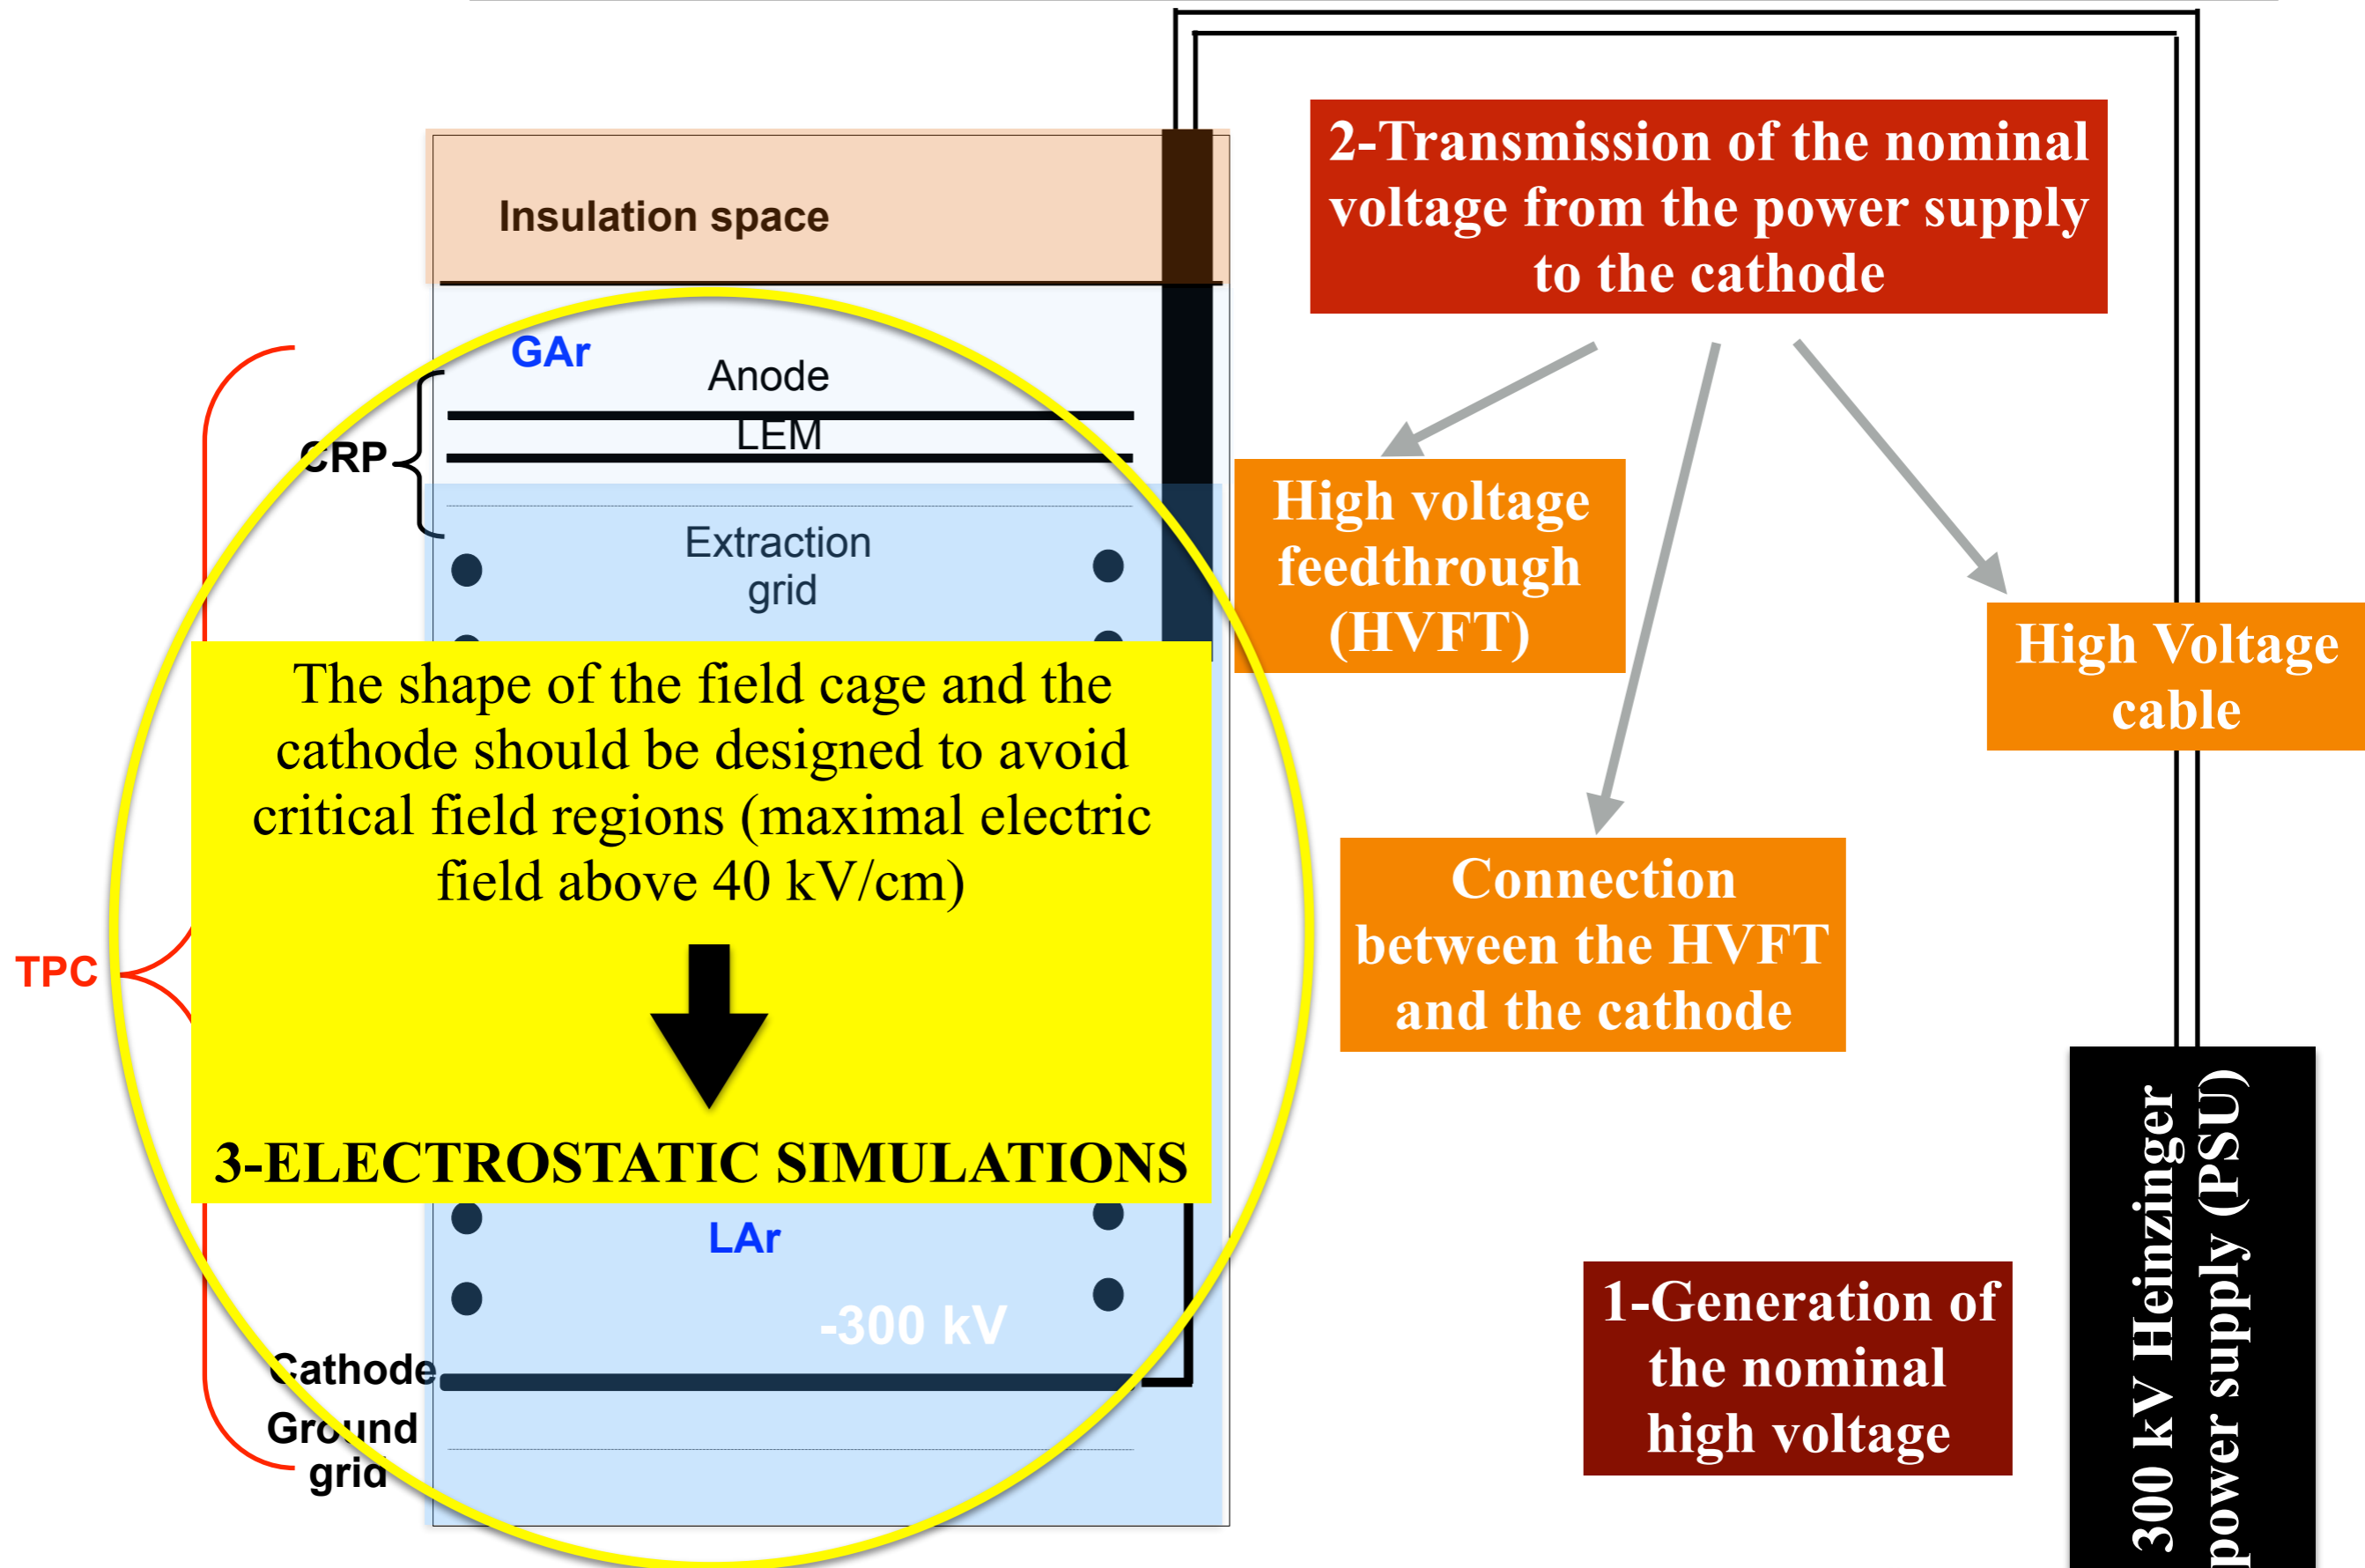 Insulation space
GAr
Anode
LEM
CRP
Extraction
grid
The shape of the field cage and the
cathode should be designed to avoid
critical field regions (maximal electric
field above 40 kV/cm)
3-ELECTROSTATIC SIMULATIONS
TPC
LAr
-300 kV
Cathode
Ground
grid
2-Transmission of the nominal
voltage from the power supply
to the cathode
High voltage
feedthrough
(HVFT)
High Voltage
cable
Connection
between the HVFT
and the cathode
1-Generation of
the nominal
high voltage
300 kV Heinzinger
power supply (PSU)